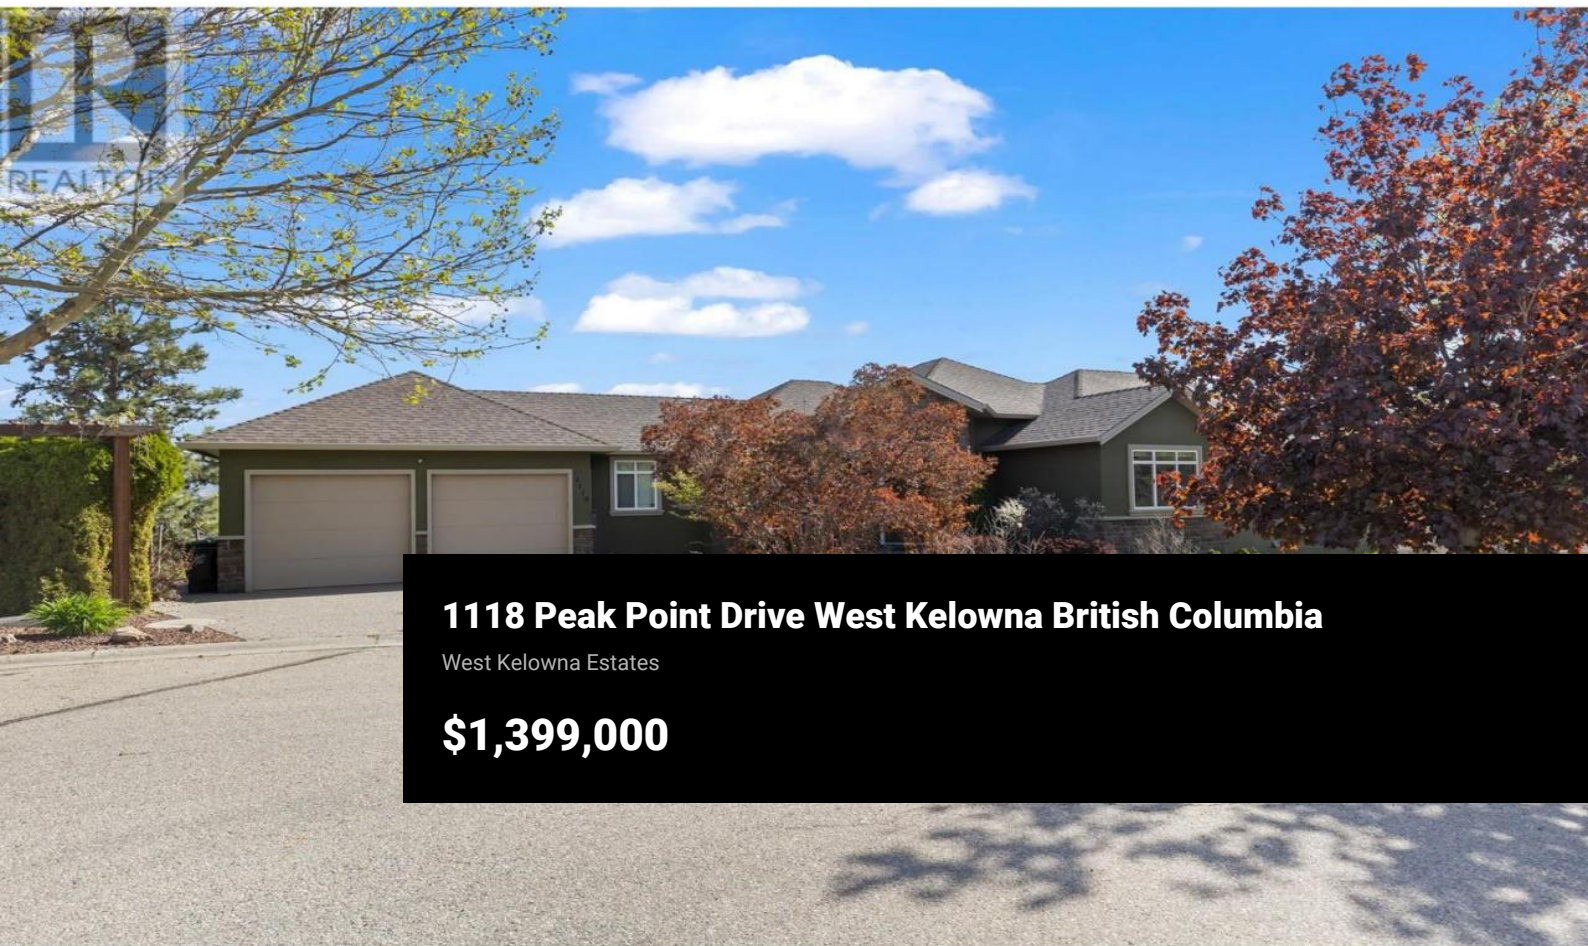 REALTOR
1118 Peak Point Drive West Kelowna British Columbia
West Kelowna Estates
$1,399,000